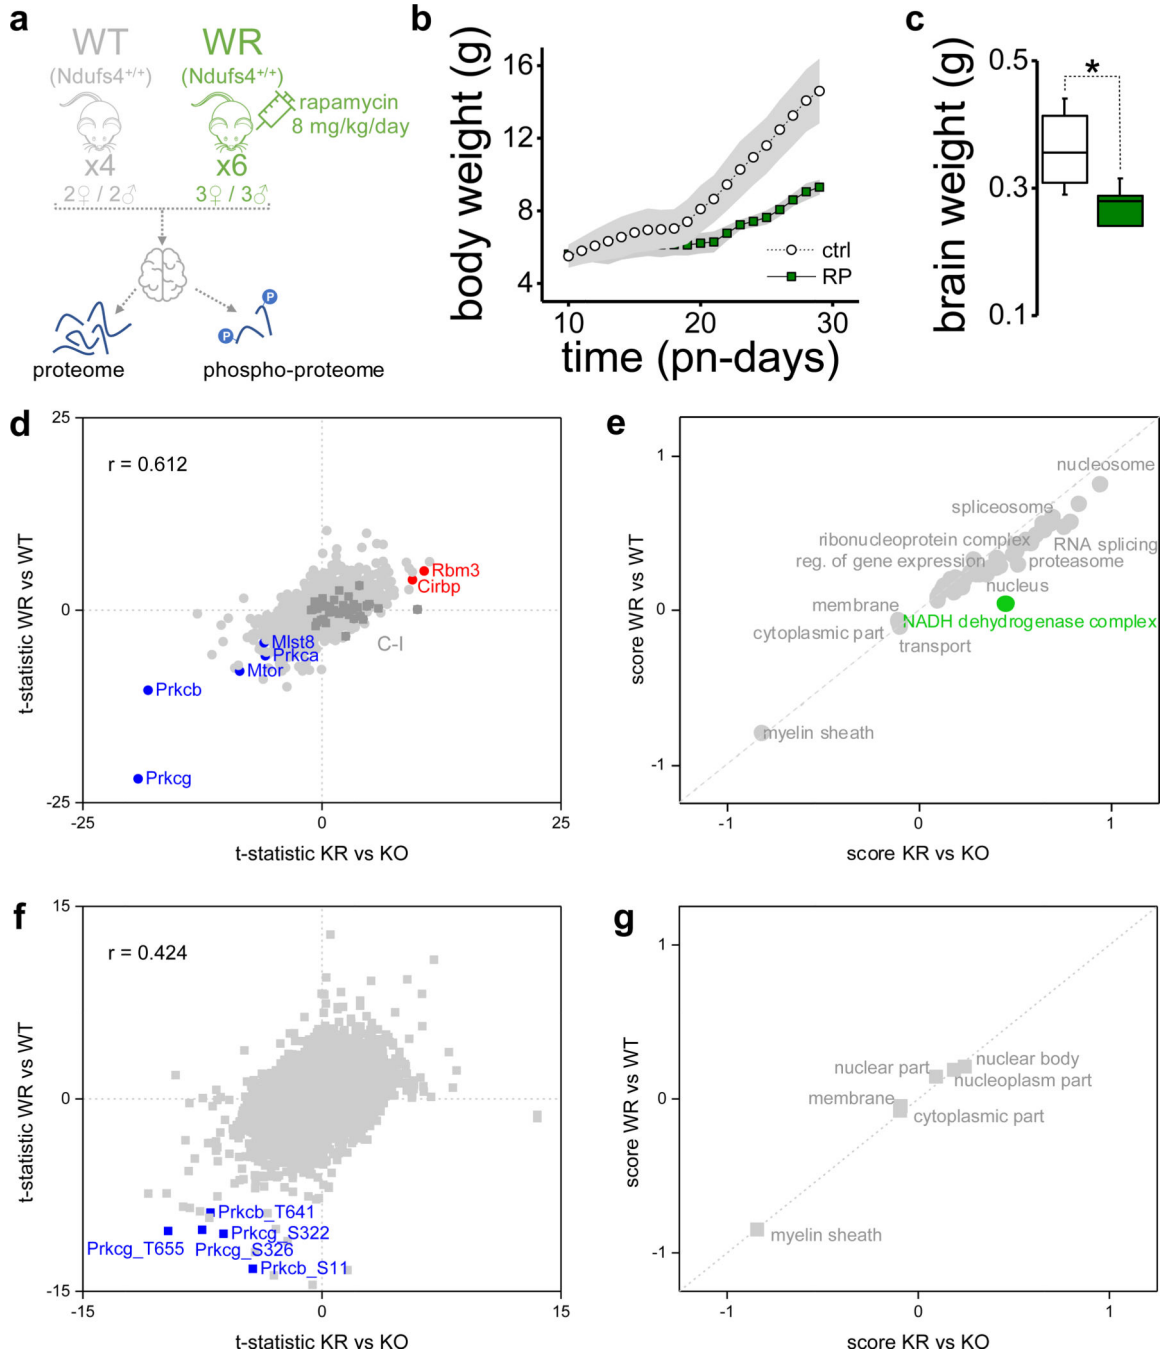 a
WT
(Ndufs4+/+)
x4
2♀ / 2♂
WR
(Ndufs4+/+)
rapamycin
8 mg/kg/day
x6
3♀ / 3♂
P
P
proteome
phospho-proteome
b
body weight (g)
16
12
8
4
ctrl
RP
10
20
30
time (pn-days)
c
brain weight (g)
0.5
0.3
0.1
*
d
t-statistic WR vs WT
25
0
-25
r = 0.612
Rbm3
Cirbp
C-I
Mlst8
Prkca
Mtor
Prkcb
Prkcg
-25
0
25
t-statistic KR vs KO
e
score WR vs WT
1
0
-1
nucleosome
spliceosome
ribonucleoprotein complex
RNA splicing
reg. of gene expression
proteasome
nucleus
membrane
NADH dehydrogenase complex
cytoplasmic part
transport
myelin sheath
-1
0
1
score KR vs KO
f
t-statistic WR vs WT
15
0
-15
r = 0.424
Prkcb_T641
Prkcg_S322
Prkcg_T655
Prkcg_S326
Prkcb_S11
-15
0
15
t-statistic KR vs KO
g
score WR vs WT
1
0
-1
nuclear body
nuclear part
nucleoplasm part
membrane
cytoplasmic part
myelin sheath
-1
0
1
score KR vs KO